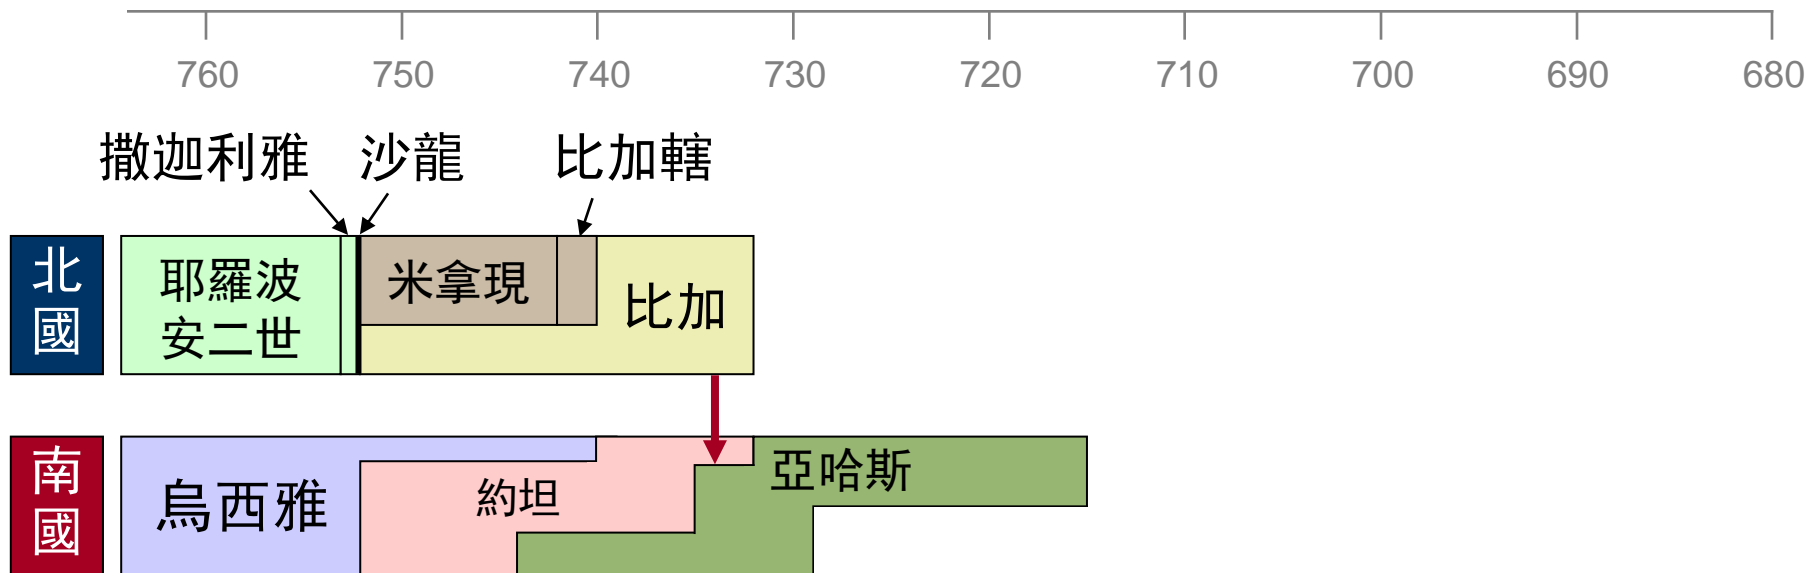 760 750 740 730 720 710 700 690 680
撒迦利雅 沙龍 比加轄
北國
耶羅波
安二世
米拿現
比加
南國
烏西雅
約坦
亞哈斯